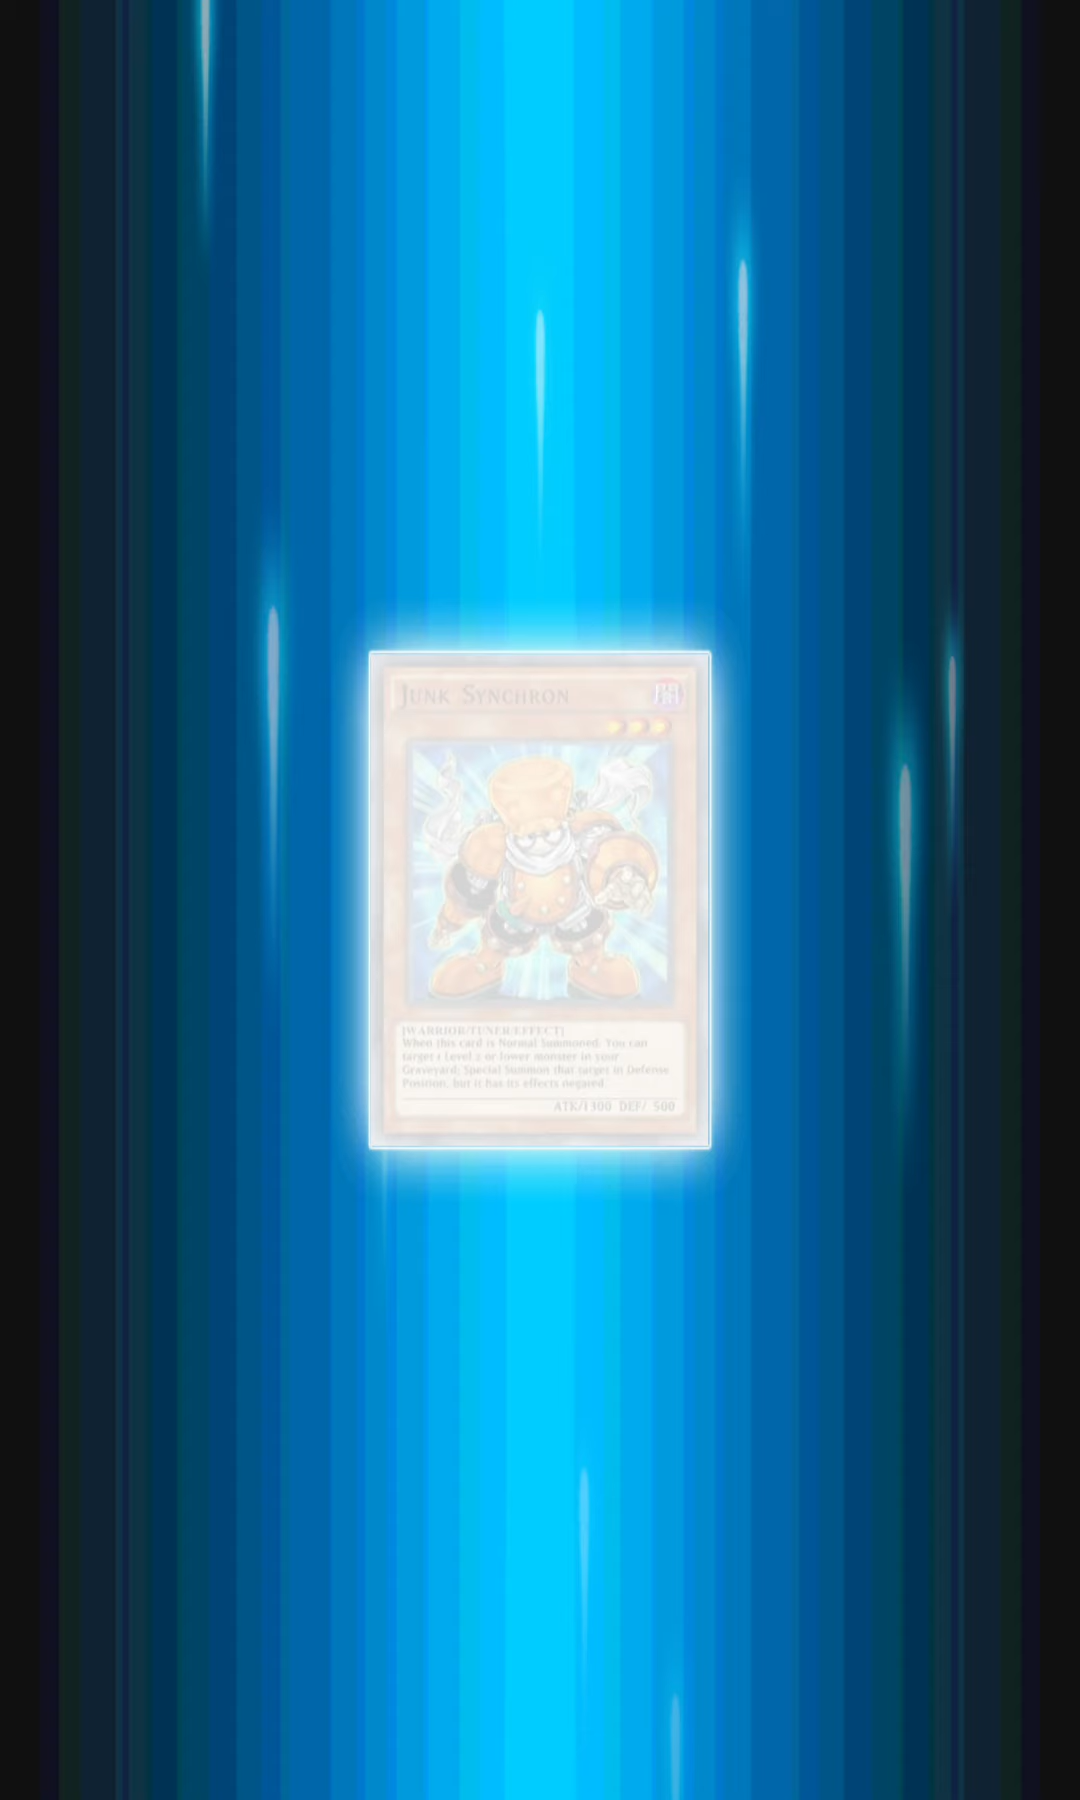 Junk Synchron
[WARRIOR/TUNER/EFFECT]
When this card is Normal Summoned: You can
target 1 Level 2 or lower monster in your
Graveyard; Special Summon that target in Defense
Position, but it has its effects negated.
ATK/1300 DEF/ 500